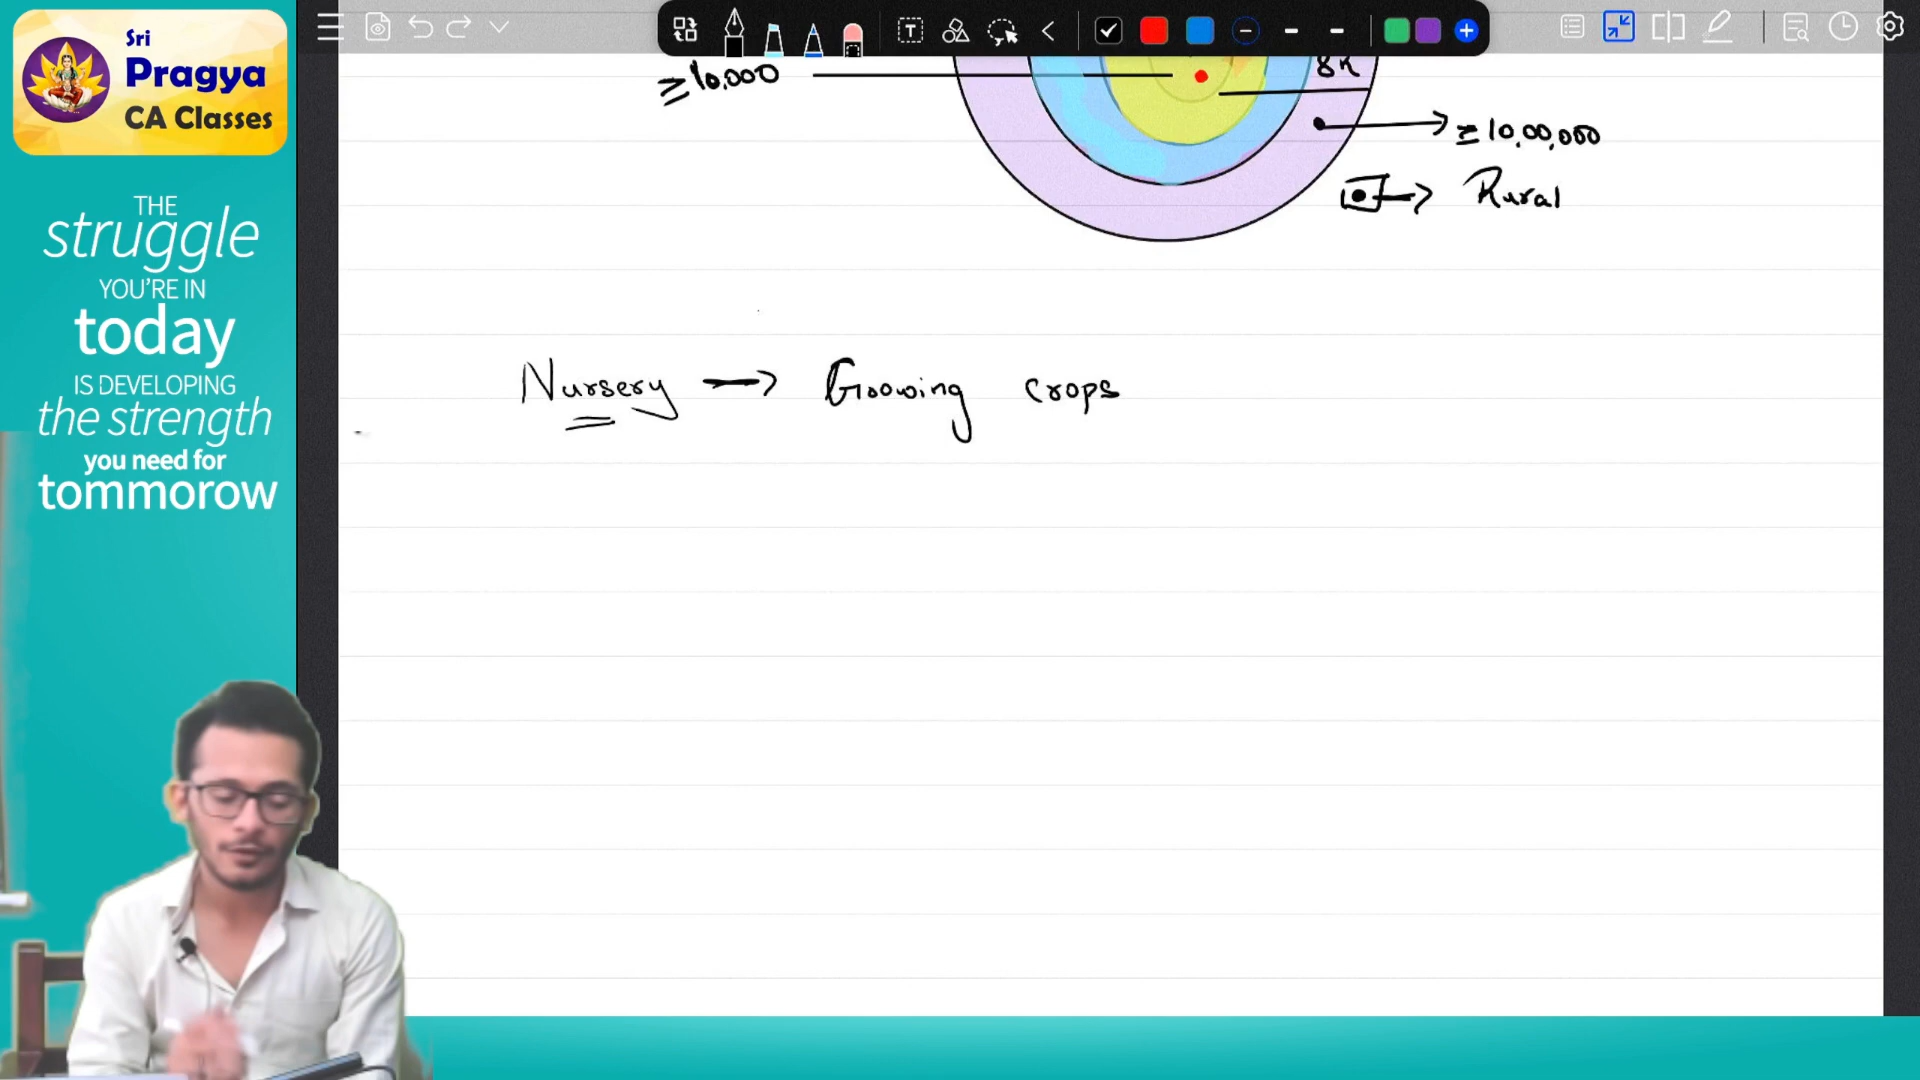 Sri
Pragya
CA Classes
THE
struggle
YOU'RE IN
today
IS DEVELOPING
the strength
you need for
tommorow
≥10,000
8K
≥10,00,000
Rural
Nursery → Growing crops